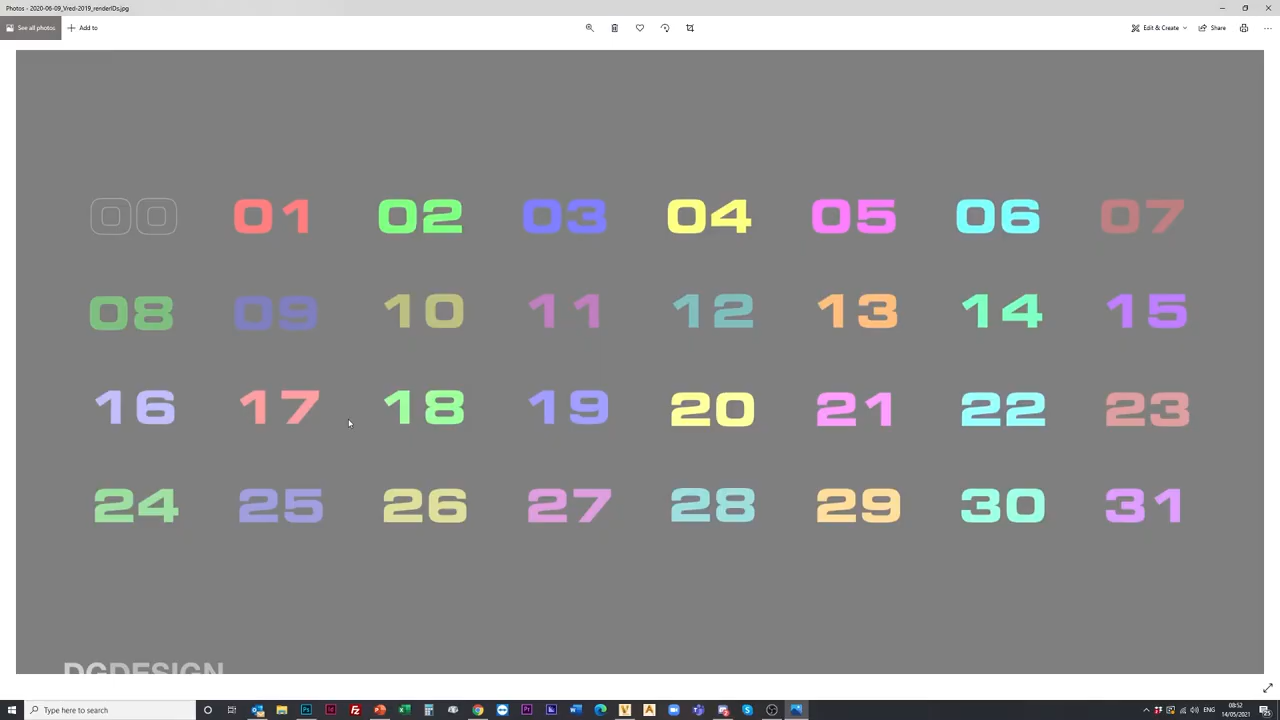 Photos - 2020-06-09_Vred-2019_renderIDs.jpg
See all photos
Add to
Edit & Create
Share
00 01 02 03 04 05 06 07
08 09 10 11 12 13 14 15
16 17 18 19 20 21 22 23
24 25 26 27 28 29 30 31
DGDESIGN
Type here to search
ENG
08:52
14/05/2021